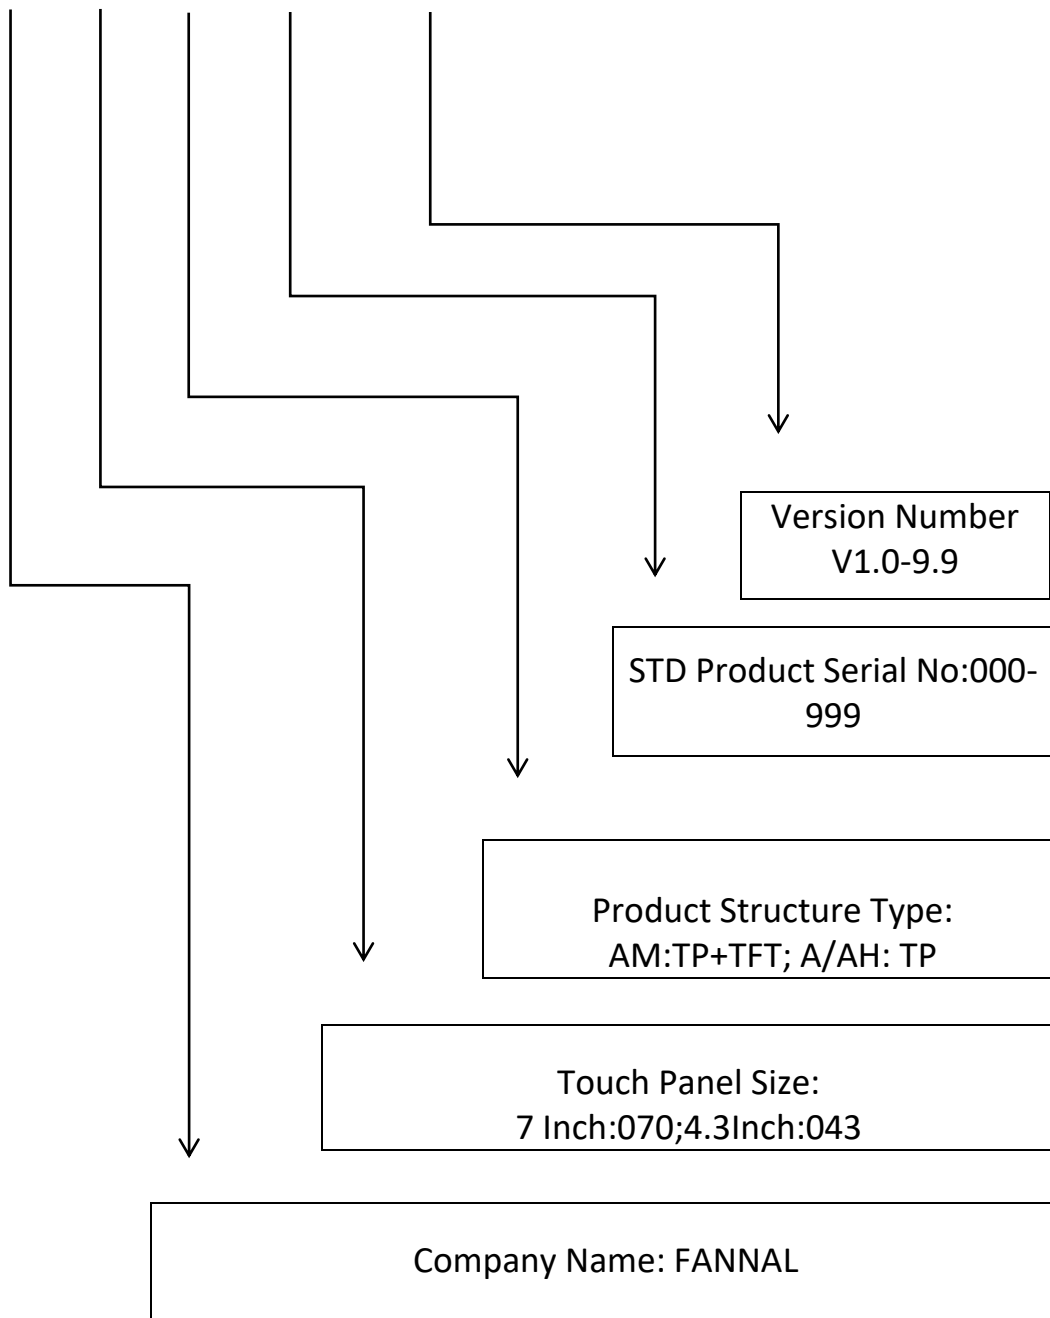 Version Number
V1.0-9.9
STD Product Serial No:000-
999
Product Structure Type:
AM:TP+TFT; A/AH: TP
Touch Panel Size:
7 Inch:070;4.3Inch:043
Company Name: FANNAL